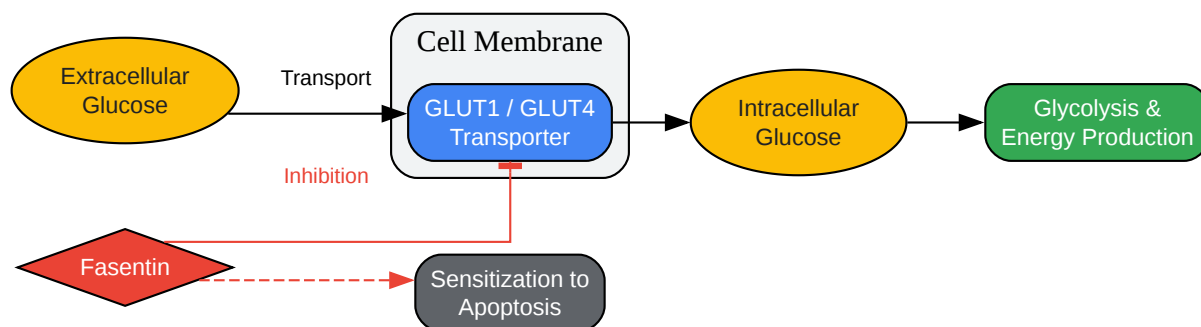 Cell Membrane
Extracellular
Glucose
Transport
GLUT1 / GLUT4
Transporter
Intracellular
Glucose
Glycolysis &
Energy Production
Inhibition
Fasentin
Sensitization to
Apoptosis